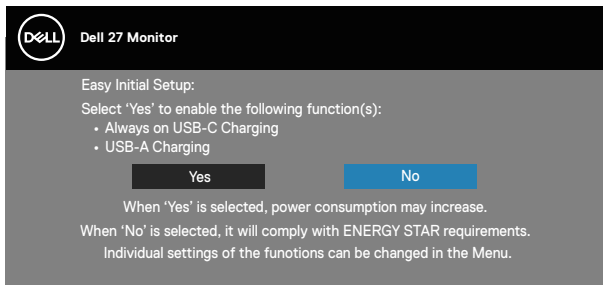 DELL
Dell 27 Monitor
Easy Initial Setup:
Select ‘Yes’ to enable the following function(s):
• Always on USB-C Charging
• USB-A Charging
Yes No
When ‘Yes’ is selected, power consumption may increase.
When ‘No’ is selected, it will comply with ENERGY STAR requirements.
Individual settings of the funotions can be changed in the Menu.